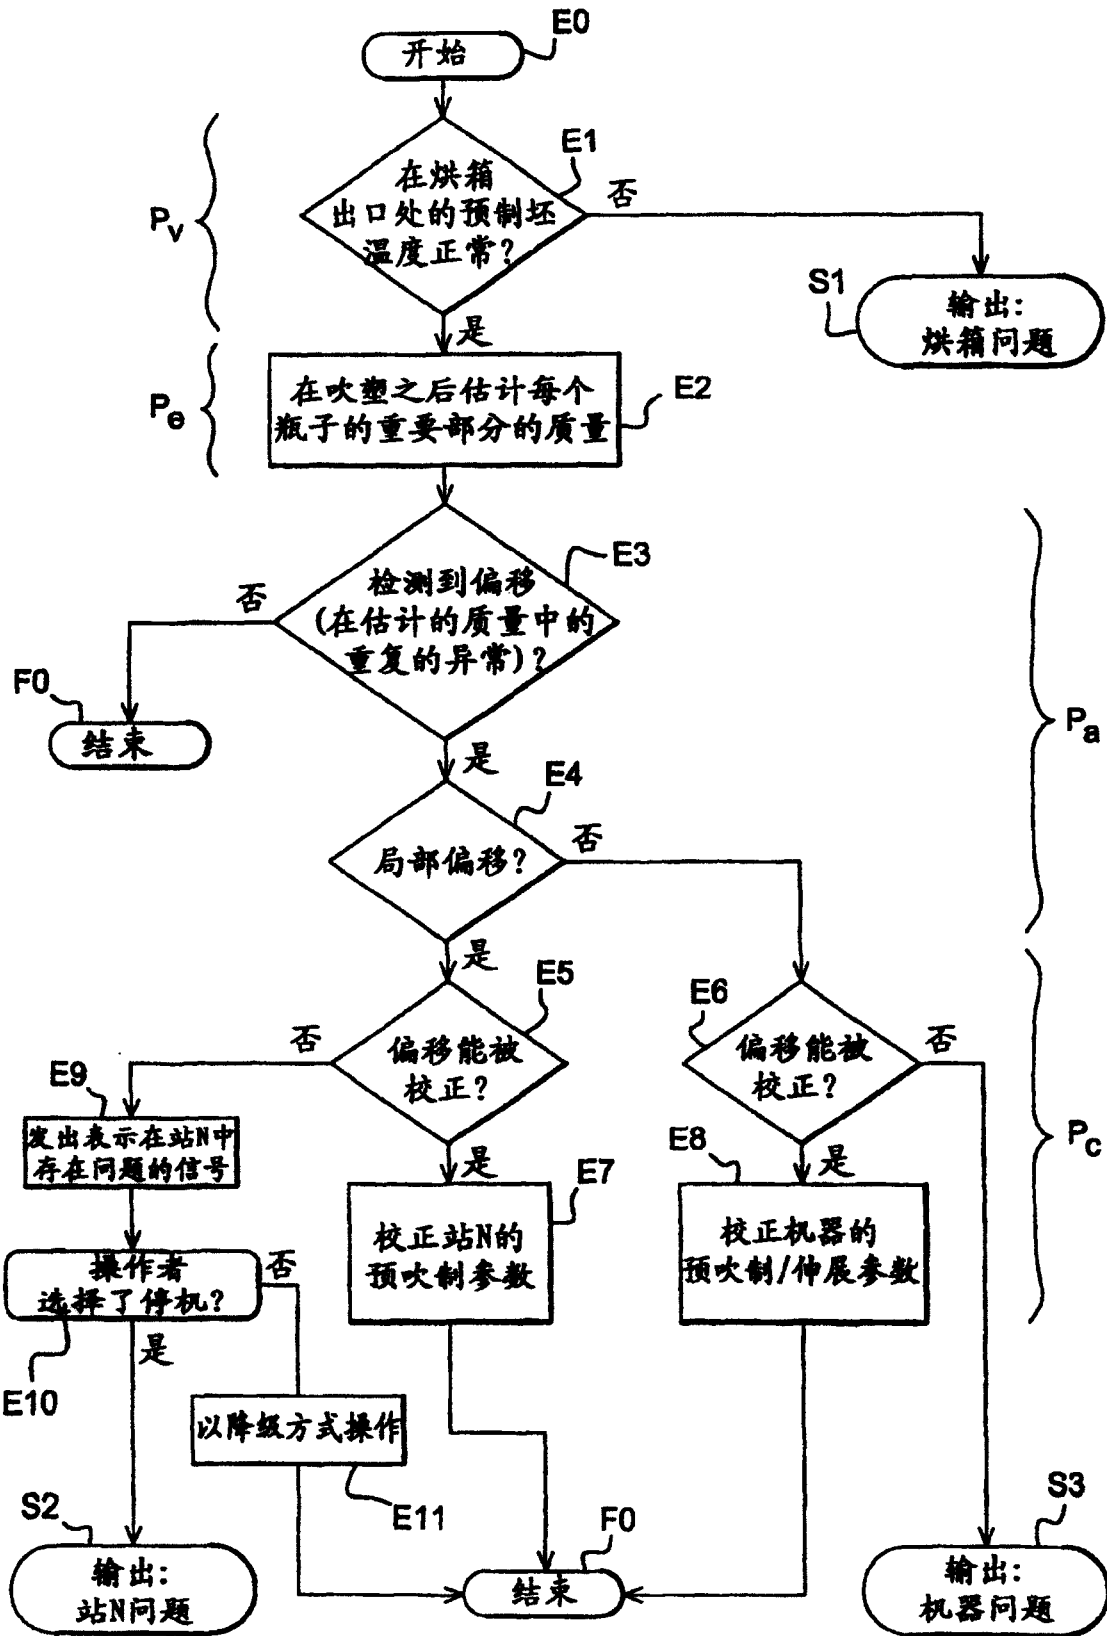 E0
开始
E1
在烘箱
出口处的预制坯
温度正常?
否
Pv
S1
输出:
烘箱问题
是
E2
在吹塑之后估计每个
瓶子的重要部分的质量
Pe
E3
检测到偏移
(在估计的质量中的
重复的异常)?
否
F0
结束
Pa
是
E4
局部偏移?
否
是
E5
偏移能被
校正?
否
E6
偏移能被
校正?
否
E9
发出表示在站N中
存在问题的信号
是
E7
校正站N的
预吹制参数
E8
是
校正机器的
预吹制/伸展参数
Pc
操作者
选择了停机?
否
是
E10
以降级方式操作
E11
S2
输出:
站N问题
F0
结束
S3
输出:
机器问题